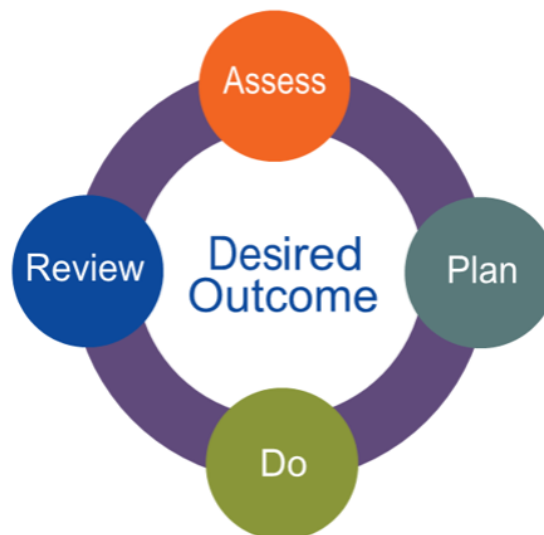 Assess
Plan
Do
Review
Desired
Outcome